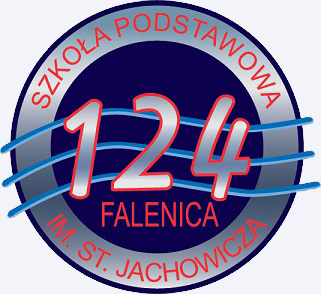 SZKOŁA PODSTAWOWA
124
FALENICA
IM. ST. JACHOWICZA